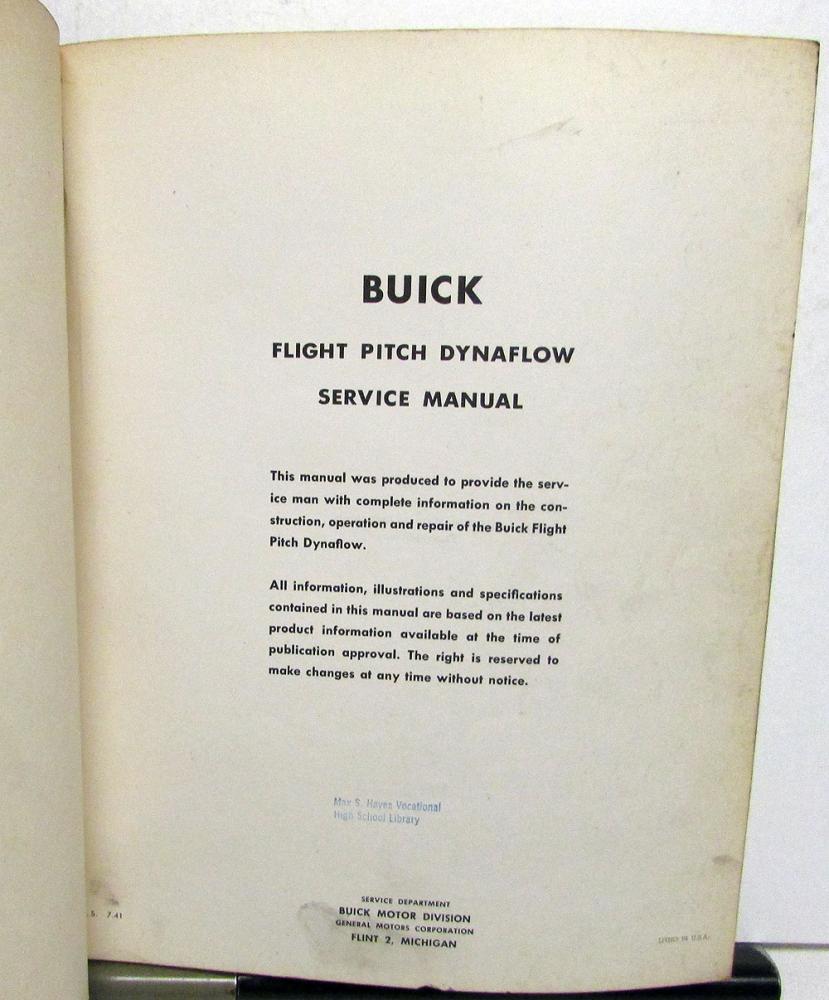 BUICK
FLIGHT PITCH DYNAFLOW
SERVICE MANUAL
This manual was produced to provide the serv-
ice man with complete information on the con-
struction, operation and repair of the Buick Flight
Pitch Dynaflow.
All information, illustrations and specifications
contained in this manual are based on the latest
product information available at the time of
publication approval. The right is reserved to
make changes at any time without notice.
Max S. Hayes Vocational
High School Library
SERVICE DEPARTMENT
BUICK MOTOR DIVISION
GENERAL MOTORS CORPORATION
FLINT 2, MICHIGAN
S. 7.41
LITHO IN U.S.A.